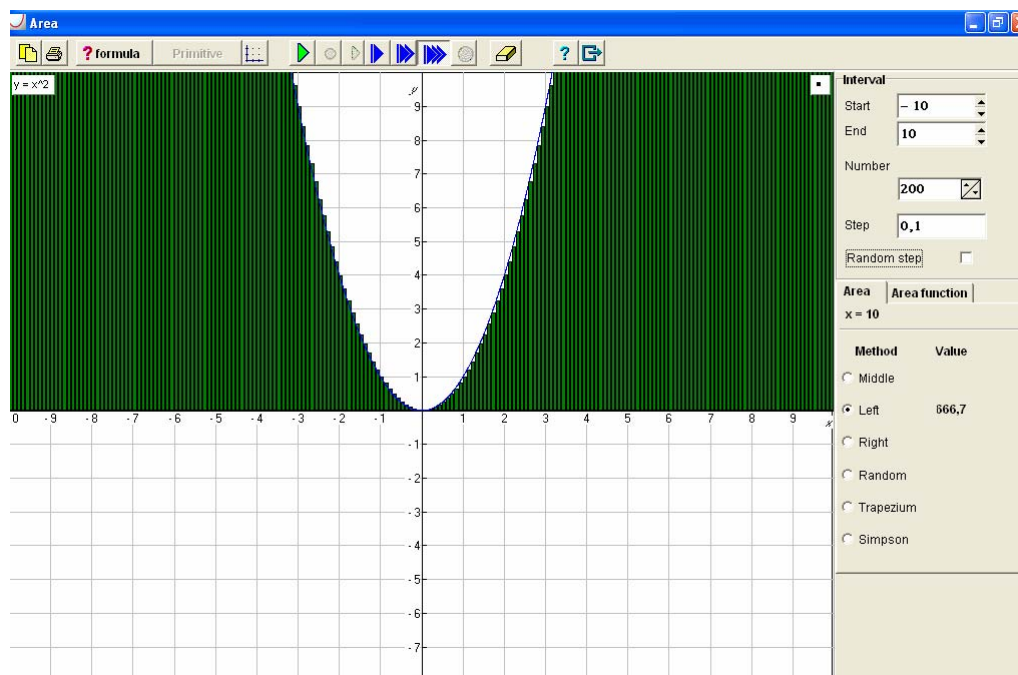 Area
? formula
Primitive
?
y = x^2
y
9
8
7
6
5
4
3
2
1
0
-9
-8
-7
-6
-5
-4
-3
-2
-1
1
2
3
4
5
6
7
8
9
x
-1
-2
-3
-4
-5
-6
-7
Interval
Start
- 10
End
10
Number
200
Step
0,1
Random step
Area
Area function
x = 10
Method Value
Middle
Left 666,7
Right
Random
Trapezium
Simpson